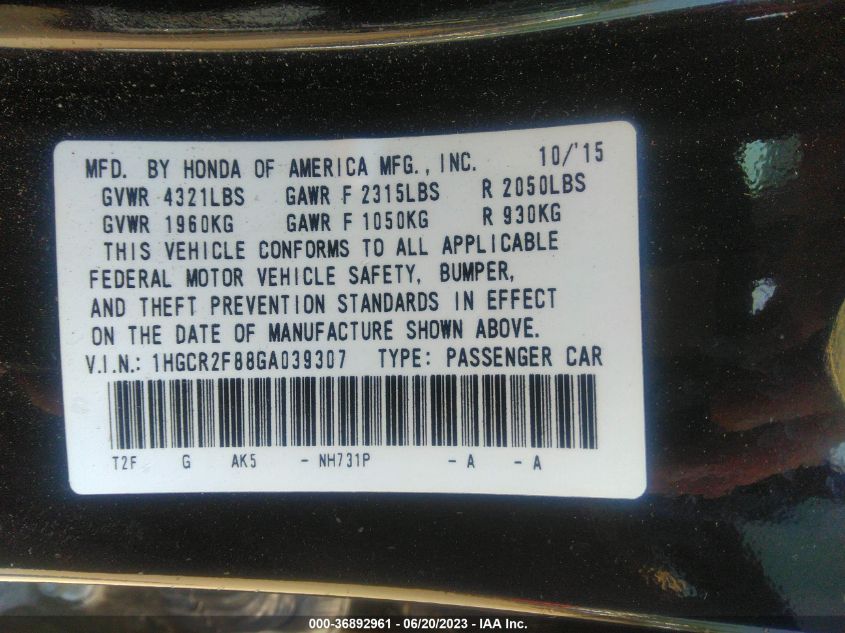 MFD. BY HONDA OF AMERICA MFG., INC. 10/'15
GVWR 4321LBS GAWR F 2315LBS R 2050LBS
GVWR 1960KG GAWR F 1050KG R 930KG
THIS VEHICLE CONFORMS TO ALL APPLICABLE
FEDERAL MOTOR VEHICLE SAFETY, BUMPER,
AND THEFT PREVENTION STANDARDS IN EFFECT
ON THE DATE OF MANUFACTURE SHOWN ABOVE.
V.I.N.: 1HGCR2F88GA039307 TYPE: PASSENGER CAR
T2F G AK5 - NH731P - A - A
000-36892961 - 06/20/2023 - IAA Inc.